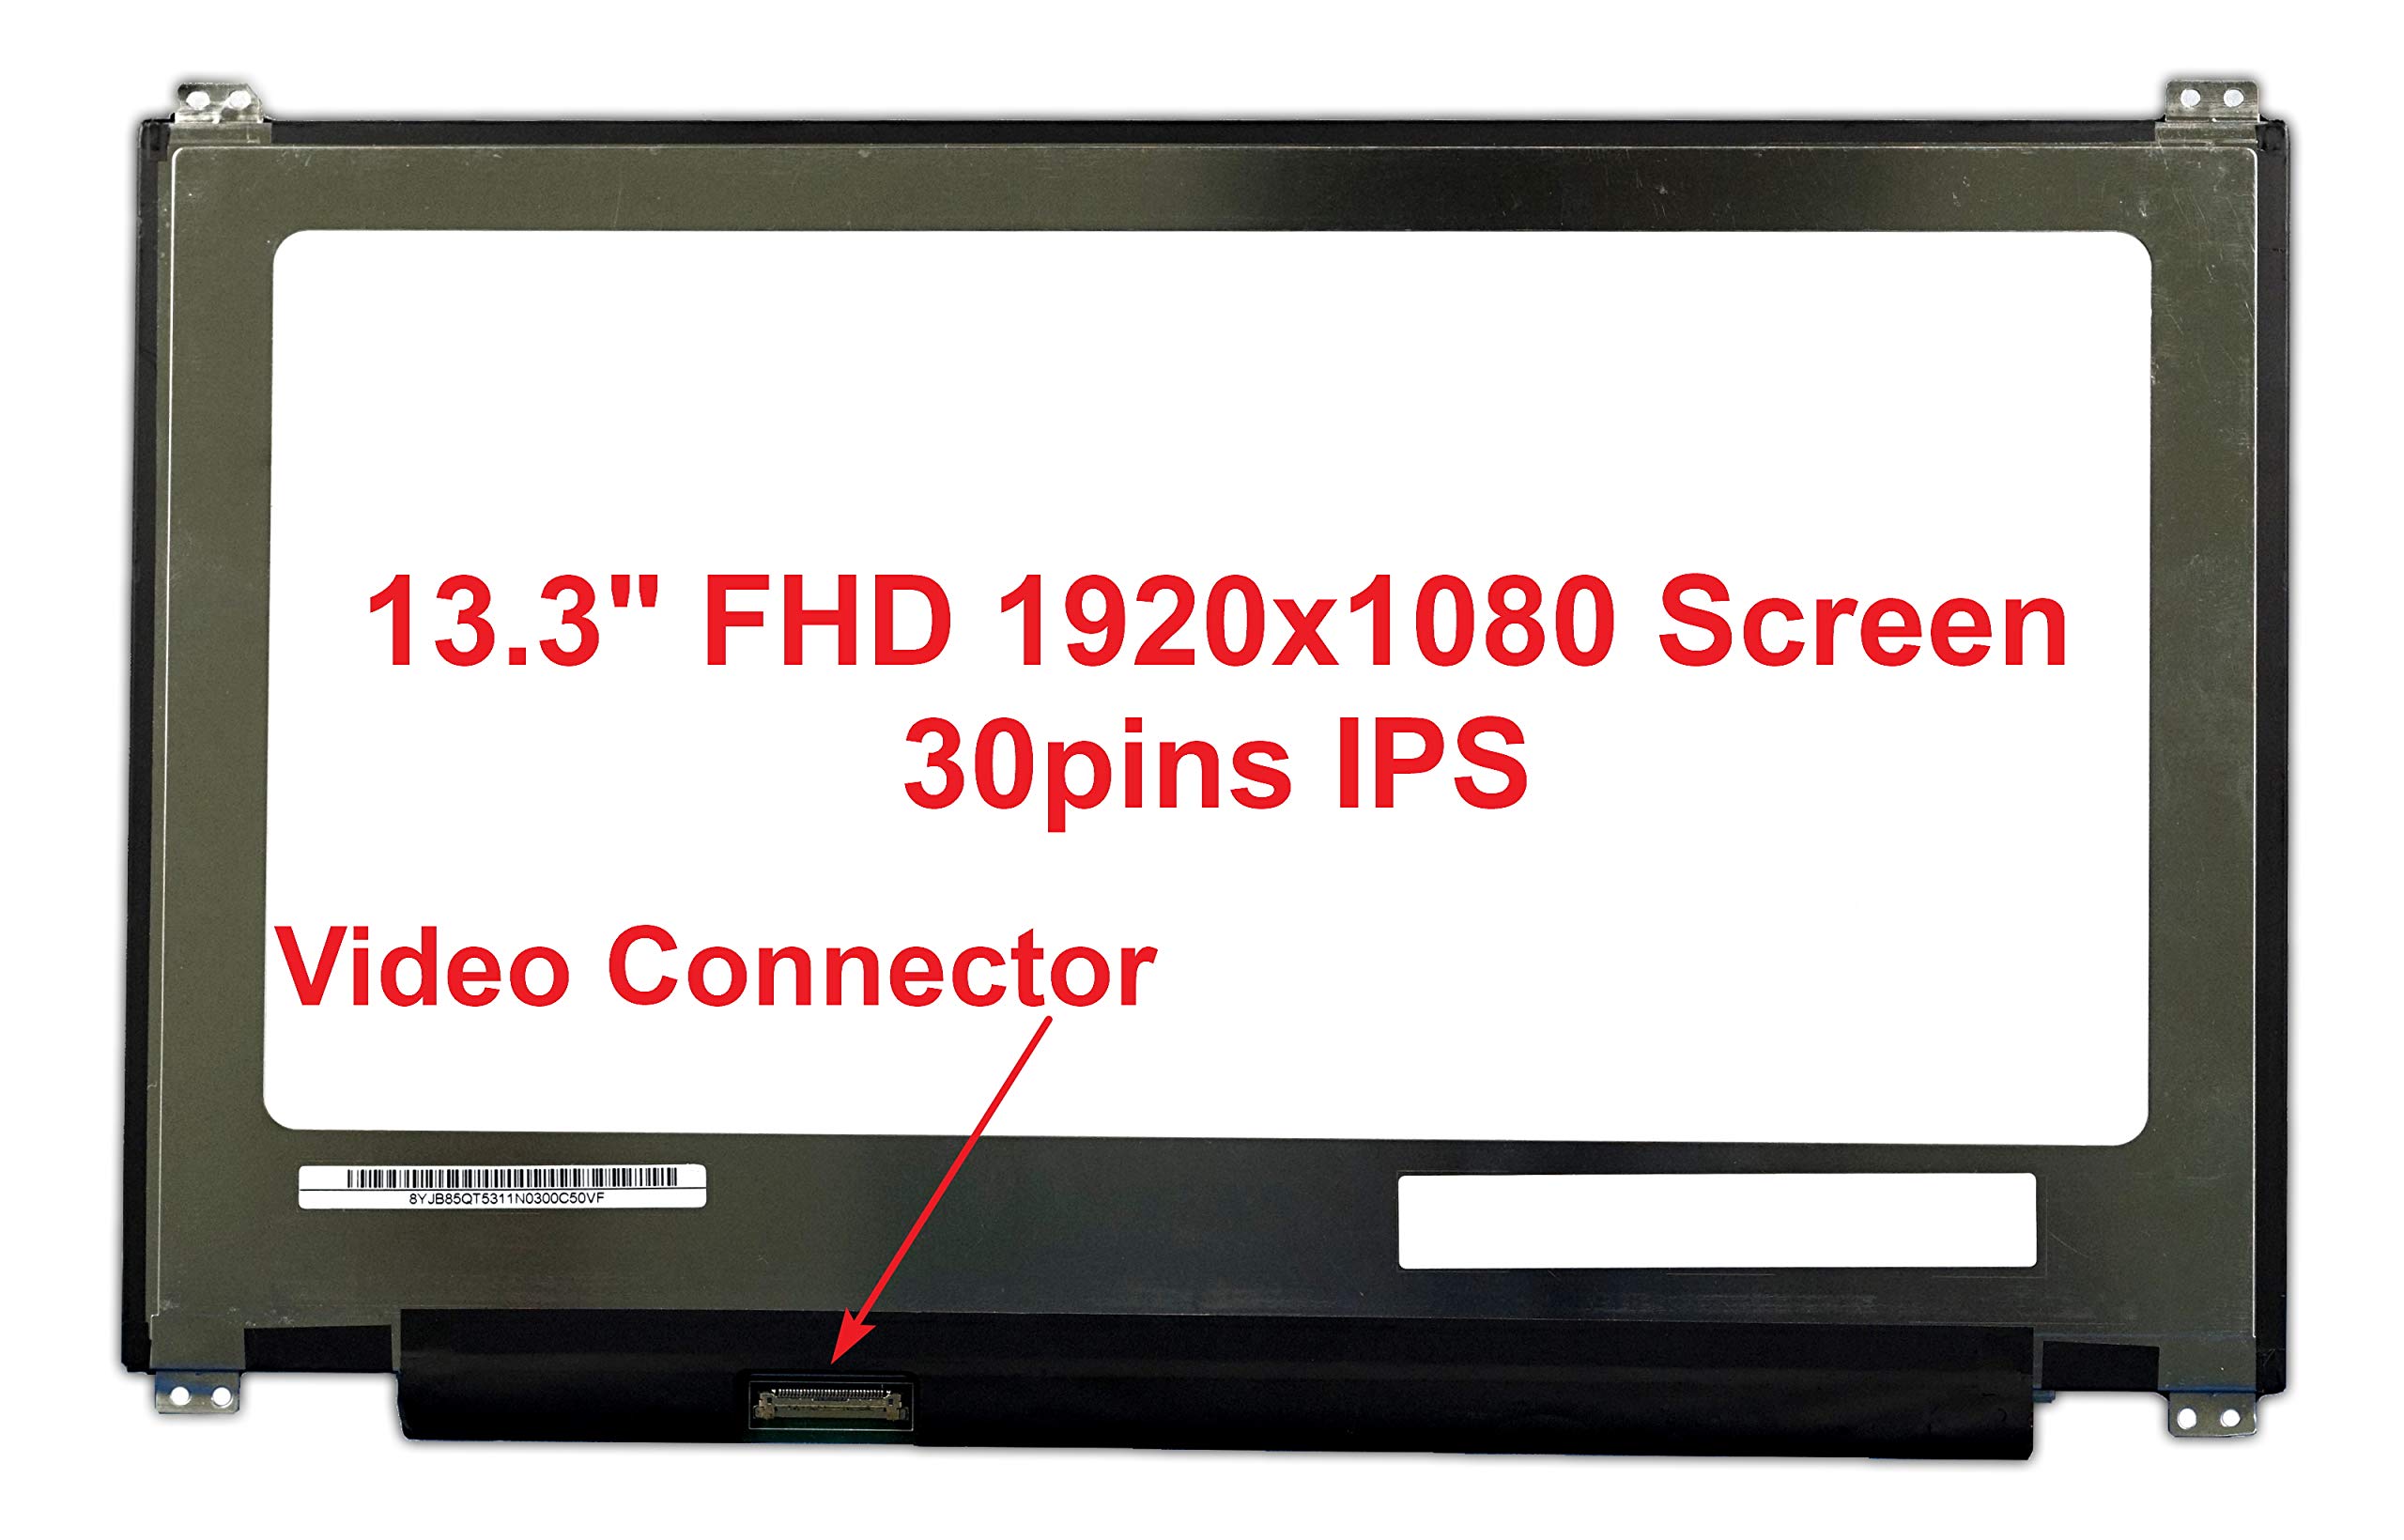 13.3" FHD 1920x1080 Screen
30pins IPS
Video Connector
8YJB85QT5311N0300C50VF